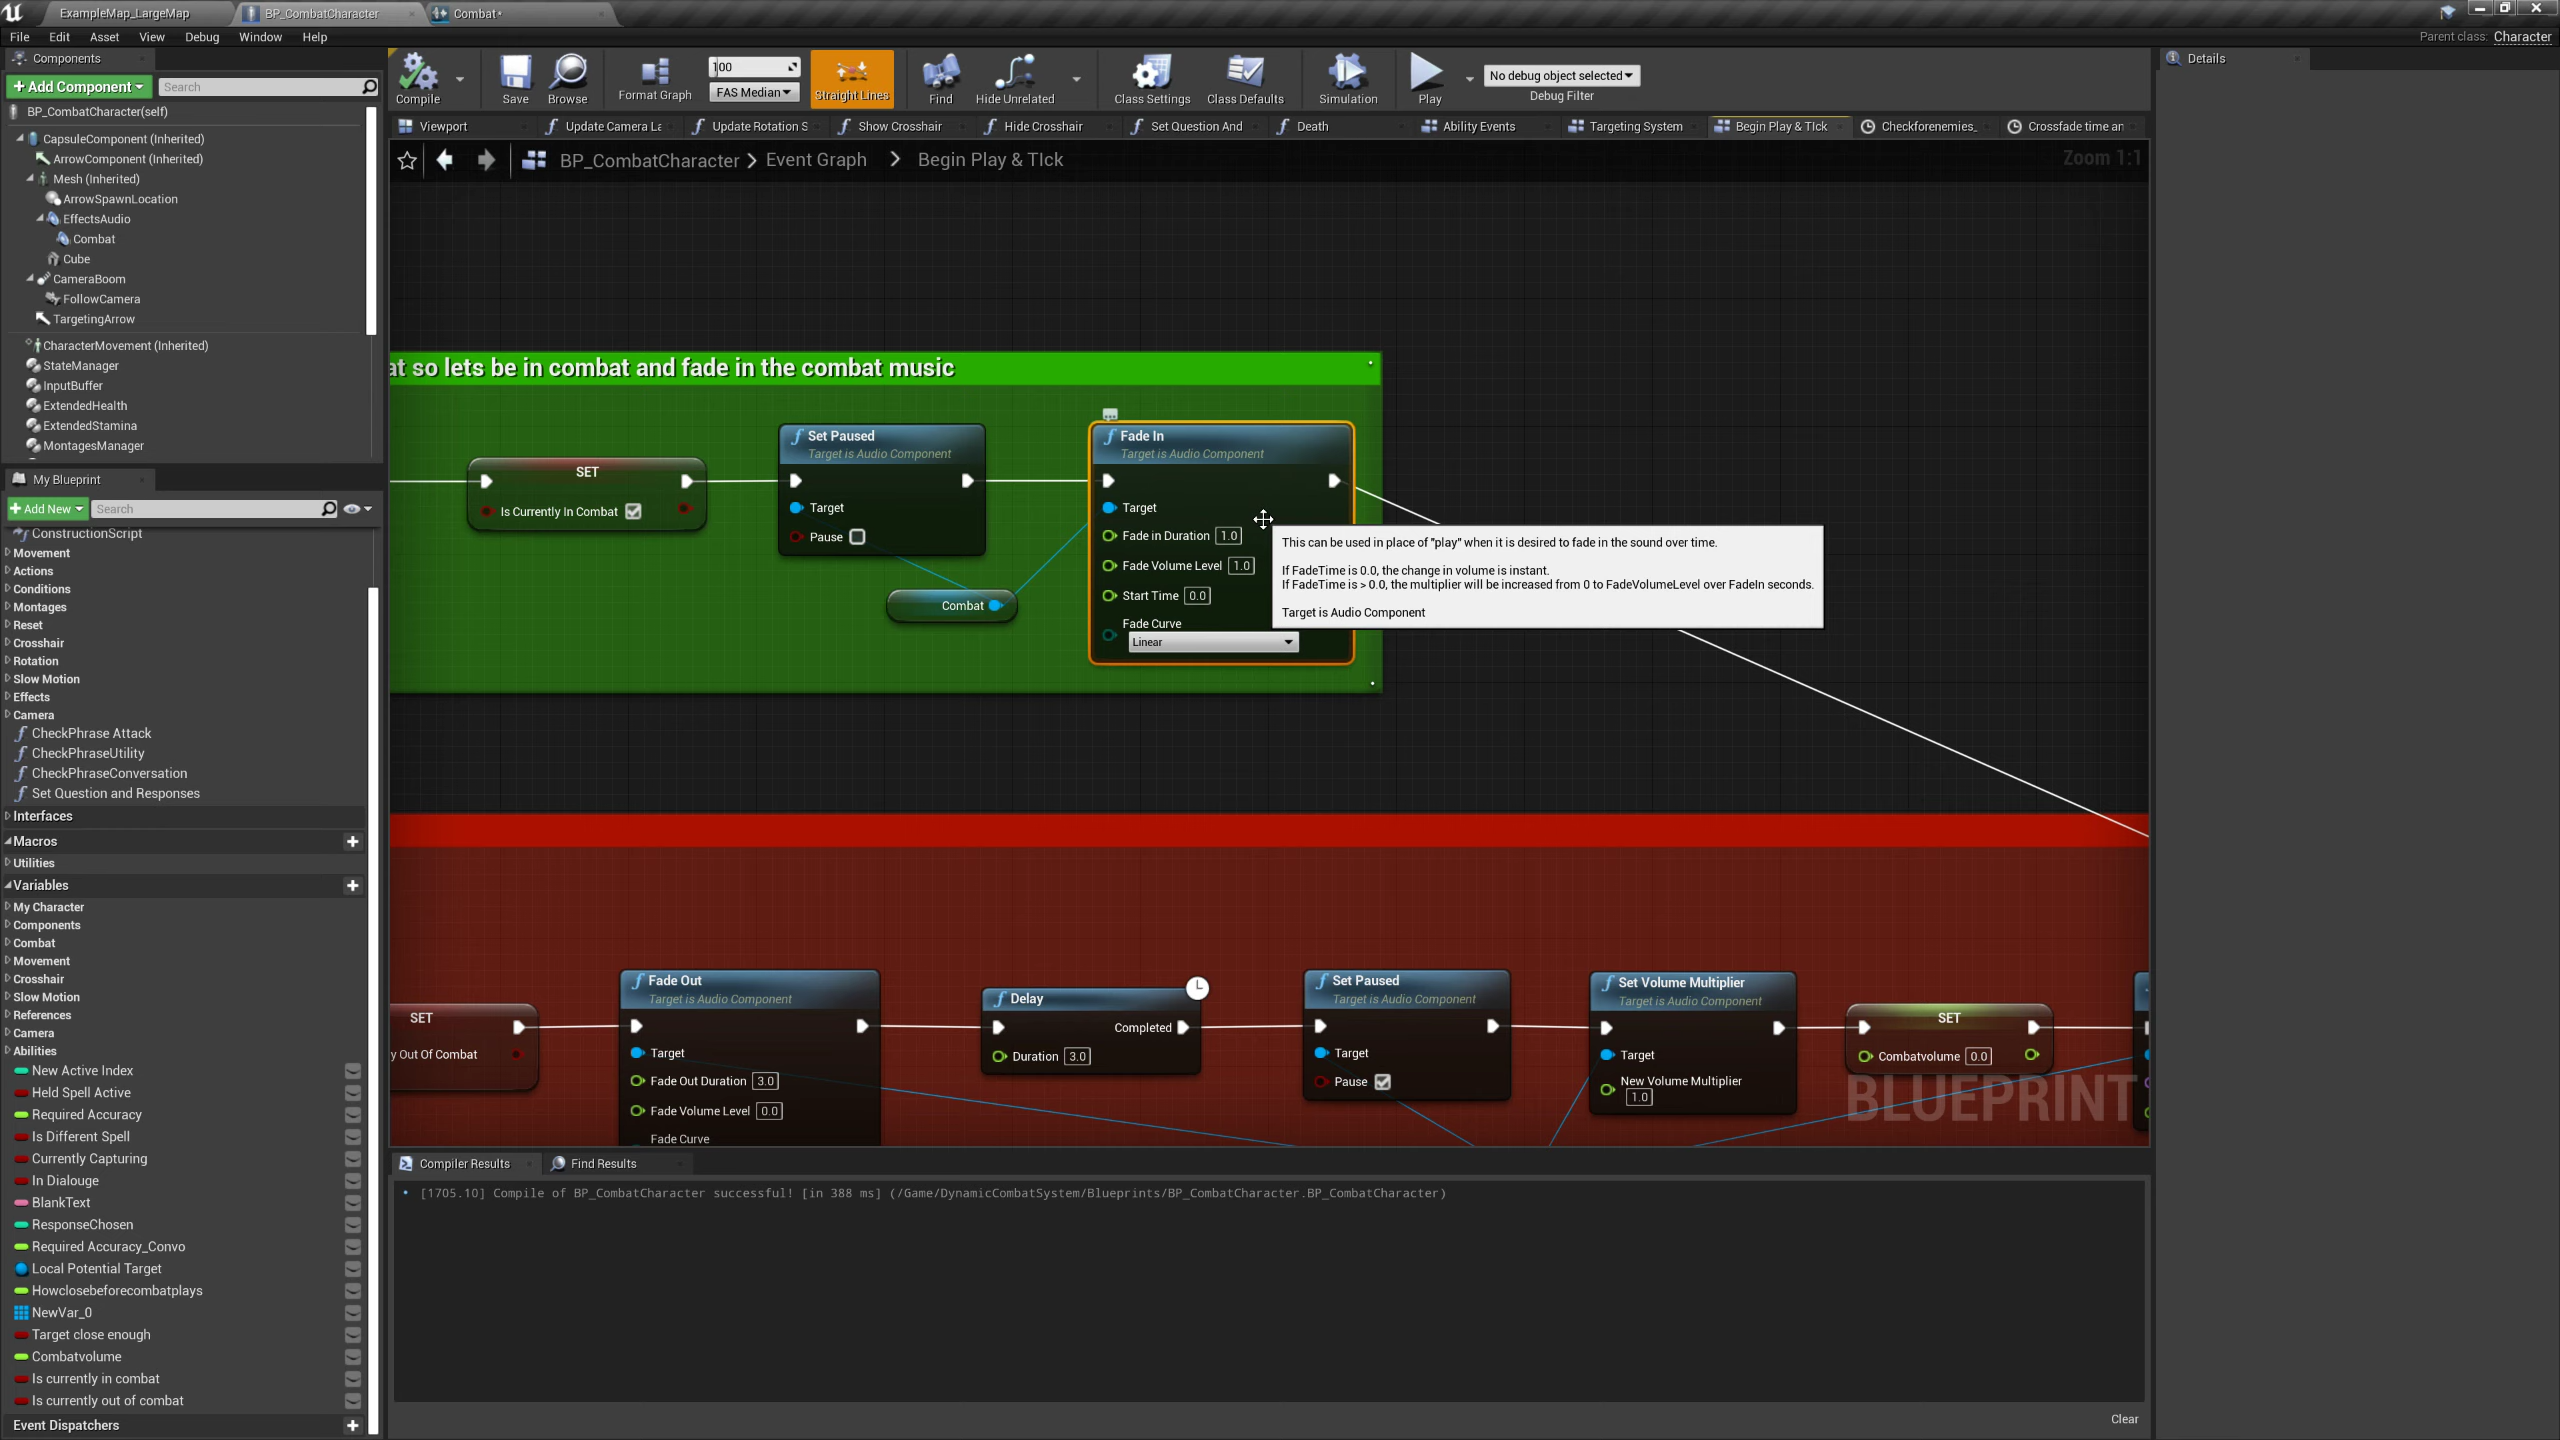 ExampleMap_LargeMap
BP_CombatCharacter
Combat*
File Edit Asset View Debug Window Help
Parent class: Character
Components
+ Add Component
Search
BP_CombatCharacter(self)
CapsuleComponent (Inherited)
ArrowComponent (Inherited)
Mesh (Inherited)
ArrowSpawnLocation
EffectsAudio
Combat
Cube
CameraBoom
FollowCamera
TargetingArrow
CharacterMovement (Inherited)
StateManager
InputBuffer
ExtendedHealth
ExtendedStamina
MontagesManager
My Blueprint
+ Add New
Search
ConstructionScript
Movement
Actions
Conditions
Montages
Reset
Crosshair
Rotation
Slow Motion
Effects
Camera
CheckPhrase Attack
CheckPhraseUtility
CheckPhraseConversation
Set Question and Responses
Interfaces
Macros
Utilities
Variables
My Character
Components
Combat
Movement
Crosshair
Slow Motion
References
Camera
Abilities
New Active Index
Held Spell Active
Required Accuracy
Is Different Spell
Currently Capturing
In Dialouge
BlankText
ResponseChosen
Required Accuracy_Convo
Local Potential Target
Howclosebeforecombatplays
NewVar_0
Target close enough
Combatvolume
Is currently in combat
Is currently out of combat
Event Dispatchers
Compile
Save
Browse
Format Graph
100
FAS Median
Straight Lines
Find
Hide Unrelated
Class Settings
Class Defaults
Simulation
Play
No debug object selected
Debug Filter
Viewport
Update Camera La
Update Rotation S
Show Crosshair
Hide Crosshair
Set Question And
Death
Ability Events
Targeting System
Begin Play & TIck
Checkforenemies_
Crossfade time an
BP_CombatCharacter > Event Graph > Begin Play & TIck
Zoom 1:1
at so lets be in combat and fade in the combat music
SET
Is Currently In Combat
Set Paused
Target is Audio Component
Target
Pause
Combat
Fade In
Target is Audio Component
Target
Fade in Duration 1.0
Fade Volume Level 1.0
Start Time 0.0
Fade Curve
Linear
This can be used in place of "play" when it is desired to fade in the sound over time.
If FadeTime is 0.0, the change in volume is instant.
If FadeTime is > 0.0, the multiplier will be increased from 0 to FadeVolumeLevel over FadeIn seconds.
Target is Audio Component
SET
y Out Of Combat
Fade Out
Target is Audio Component
Target
Fade Out Duration 3.0
Fade Volume Level 0.0
Fade Curve
Delay
Completed
Duration 3.0
Set Paused
Target is Audio Component
Target
Pause
Set Volume Multiplier
Target is Audio Component
Target
New Volume Multiplier
1.0
SET
Combatvolume 0.0
BLUEPRINT
Compiler Results
Find Results
[1705.10] Compile of BP_CombatCharacter successful! [in 388 ms] (/Game/DynamicCombatSystem/Blueprints/BP_CombatCharacter.BP_CombatCharacter)
Clear
Details